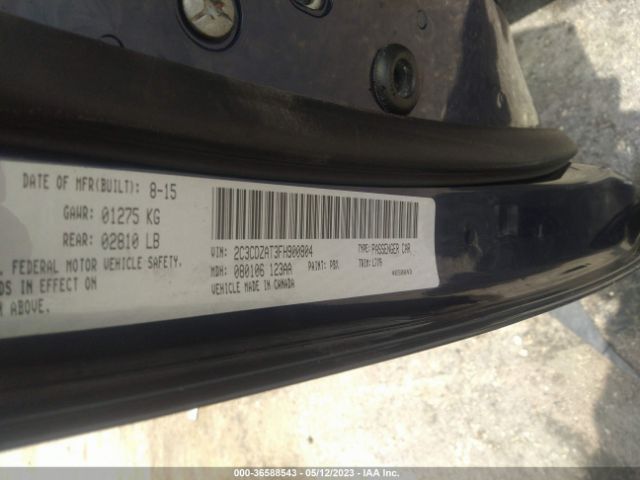 DATE OF MFR(BUILT): 8-15
GAWR: 01275 KG
REAR: 02810 LB
FEDERAL MOTOR VEHICLE SAFETY.
DS IN EFFECT ON
ABOVE.
VIN: 2C3CDZAT3FH900804 TYPE: PASSENGER CAR
MDH: 080106 123AA PAINT: PBX TRIM:
VEHICLE MADE IN CANADA
000-36588543 - 05/12/2023 - IAA Inc.